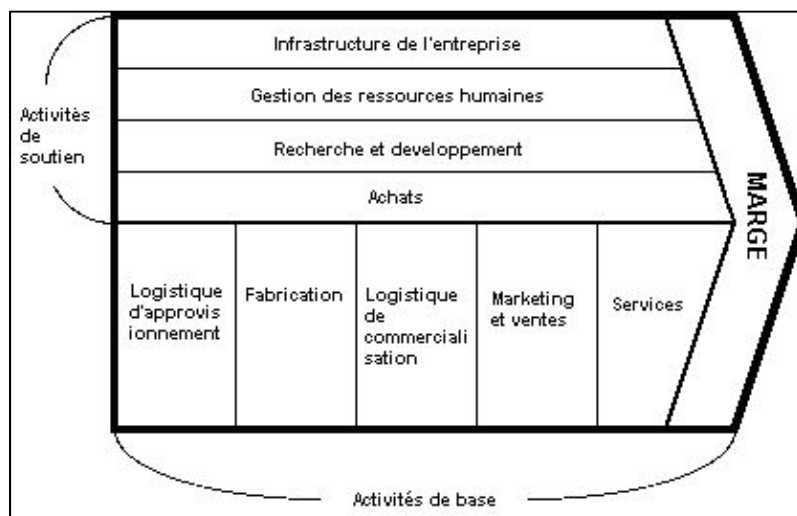 Infrastructure de l'entreprise
Gestion des ressources humaines
Activités
de
soutien
Recherche et developpement
Achats
MARGE
Logistique
d'approvis
ionnement
Fabrication
Logistique
de
commerciali
sation
Marketing
et ventes
Services
Activités de base